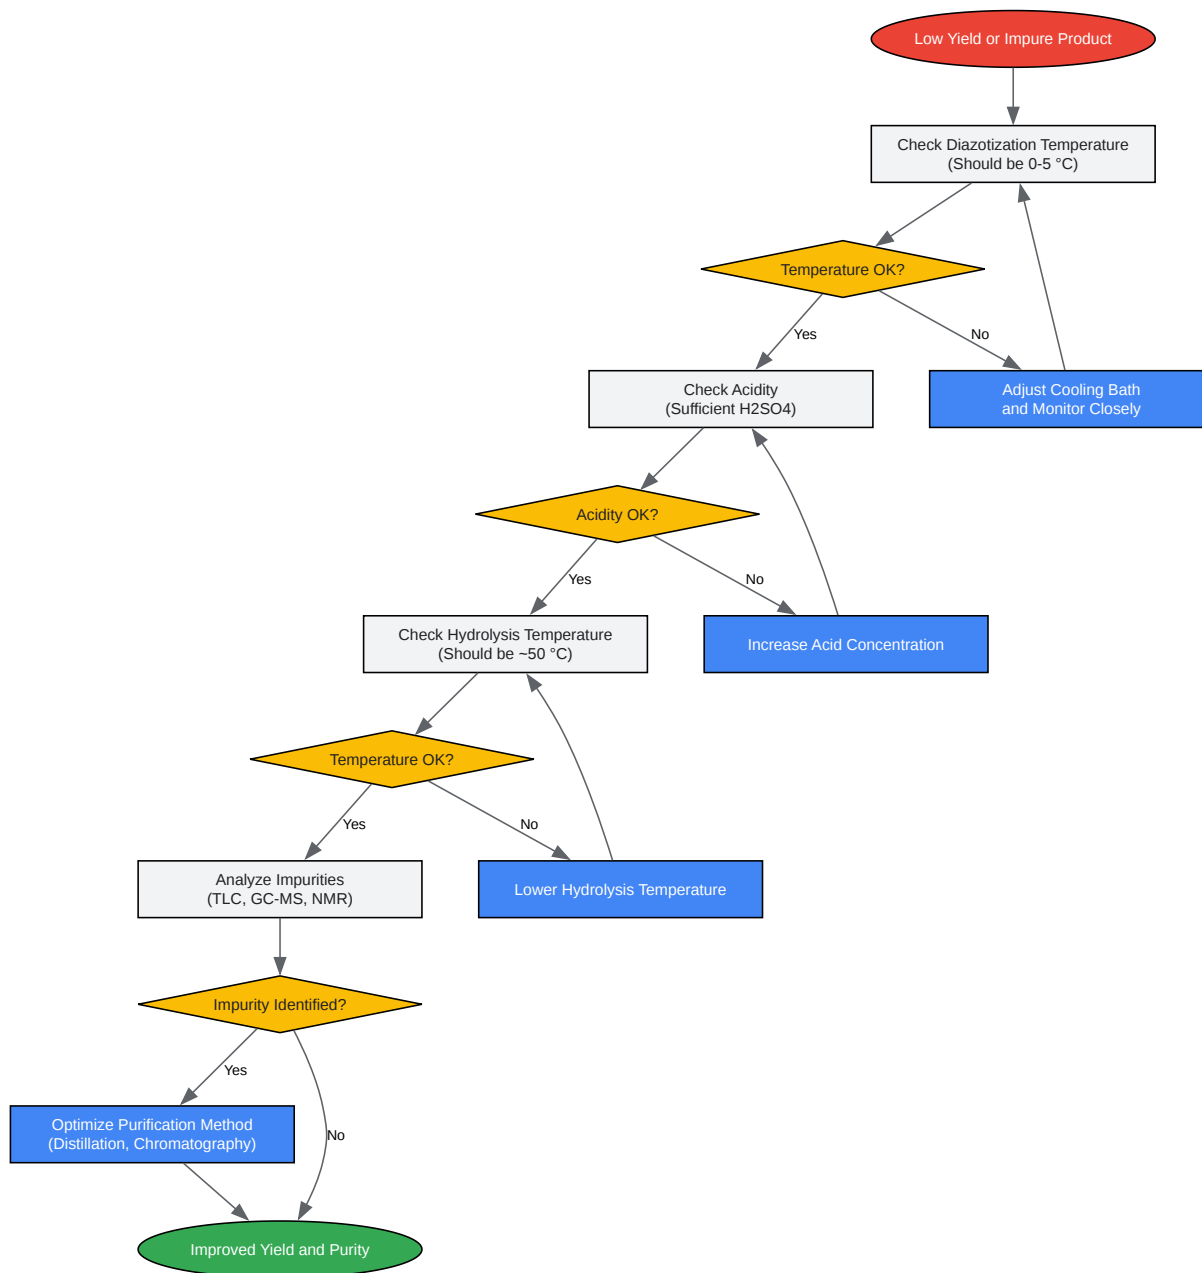 Low Yield or Impure Product
Check Diazotization Temperature
(Should be 0-5 °C)
Temperature OK?
Yes
No
Check Acidity
(Sufficient H2SO4)
Adjust Cooling Bath
and Monitor Closely
Acidity OK?
Yes
No
Check Hydrolysis Temperature
(Should be ~50 °C)
Increase Acid Concentration
Temperature OK?
Yes
No
Analyze Impurities
(TLC, GC-MS, NMR)
Lower Hydrolysis Temperature
Impurity Identified?
Yes
No
Optimize Purification Method
(Distillation, Chromatography)
Improved Yield and Purity